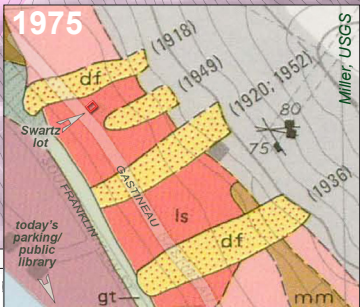 1975
Miller, USGS
(1918)
df
(1949)
(1920; 1952)
80
75
Swartz
lot
GASTINEAU
FRANKLIN
(1936)
ls
today's
parking/
public
library
df
gt
mm